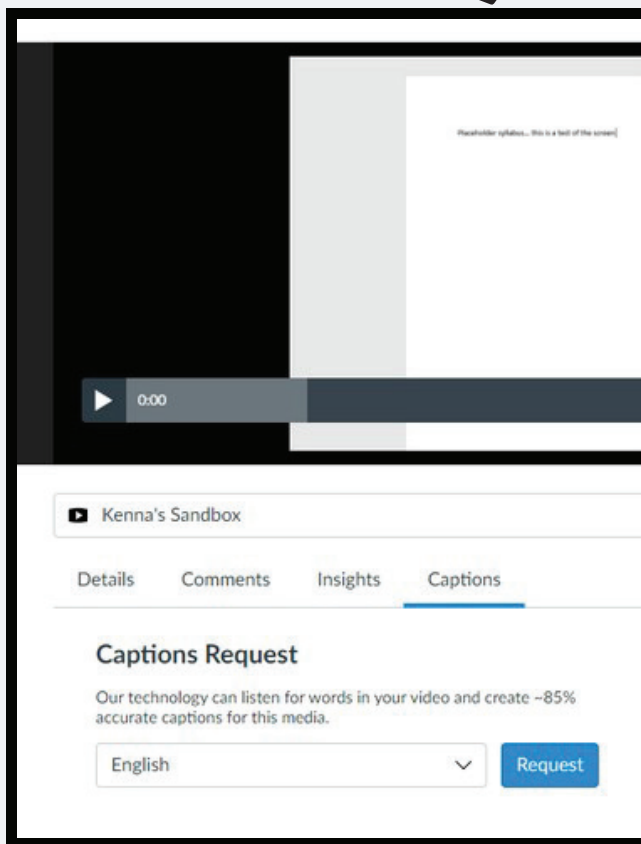 Placeholder syllabus... this is a test of the screen
0:00
Kenna's Sandbox
Details Comments Insights Captions
Captions Request
Our technology can listen for words in your video and create ~85%
accurate captions for this media.
English Request